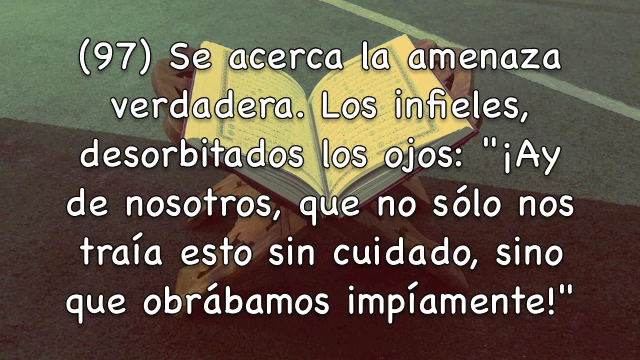 (97) Se acerca la amenaza
verdadera. Los infieles,
desorbitados los ojos: "¡Ay
de nosotros, que no sólo nos
traía esto sin cuidado, sino
que obrábamos impíamente!"